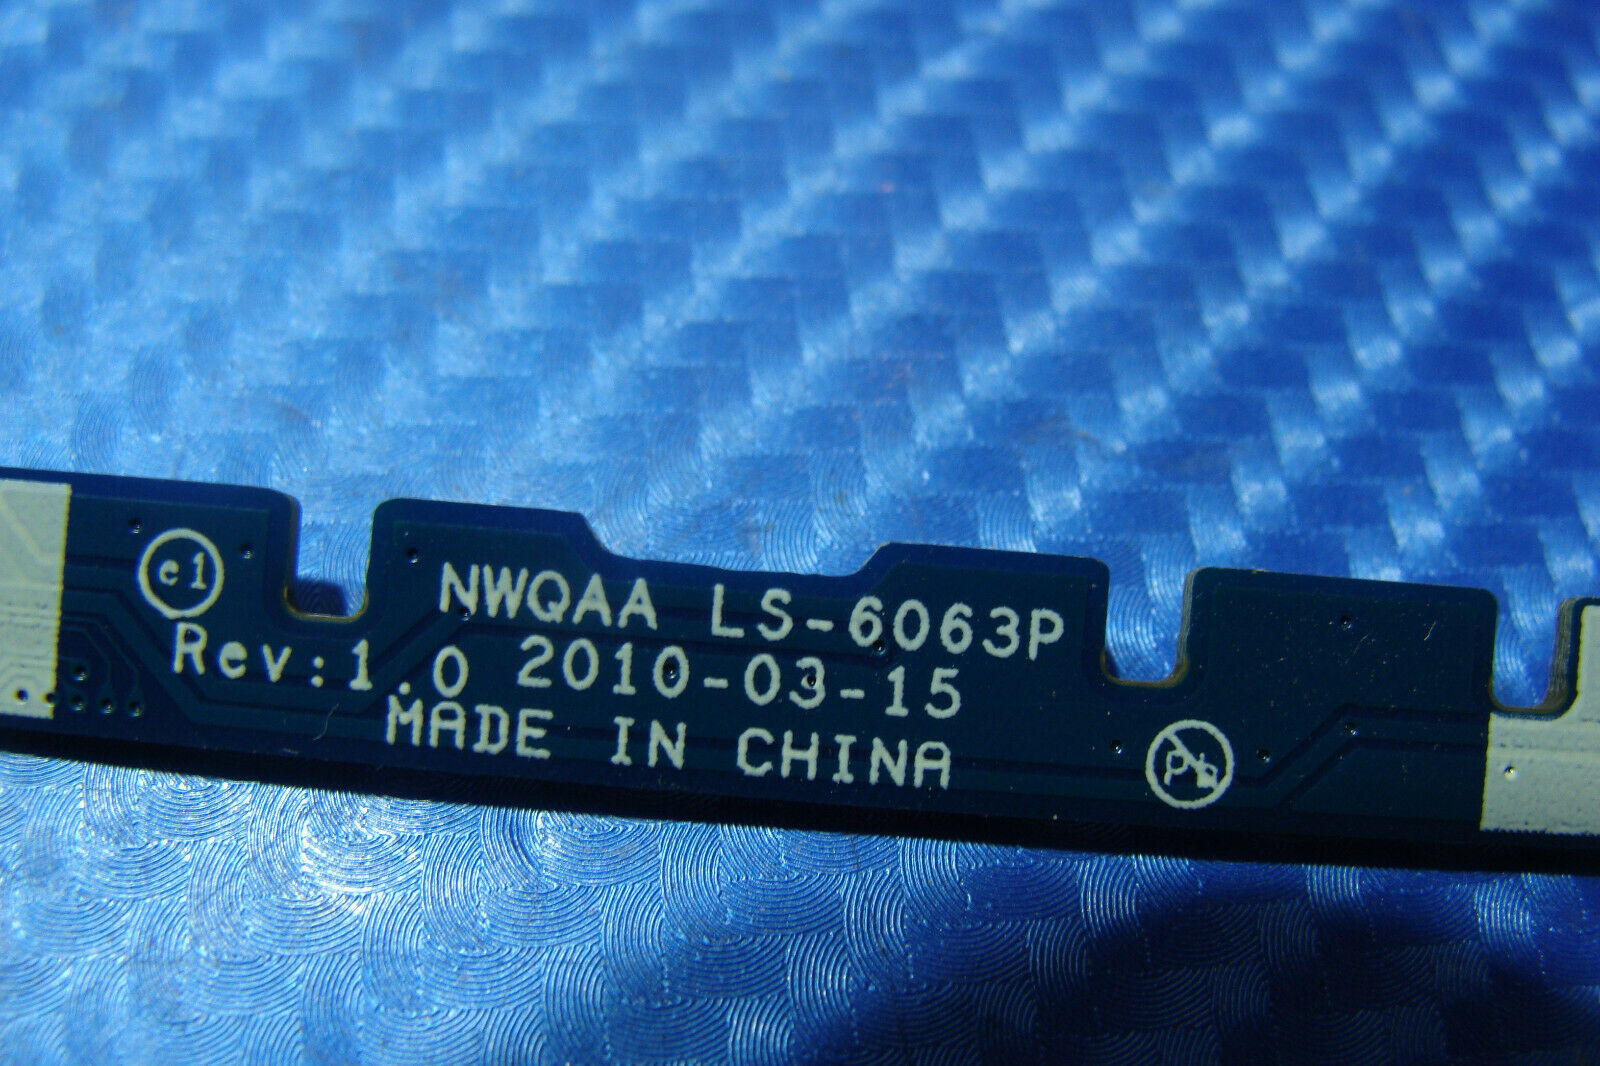 e1
NWQAA LS-6063P
Rev:1.0 2010-03-15
MADE IN CHINA
Pb